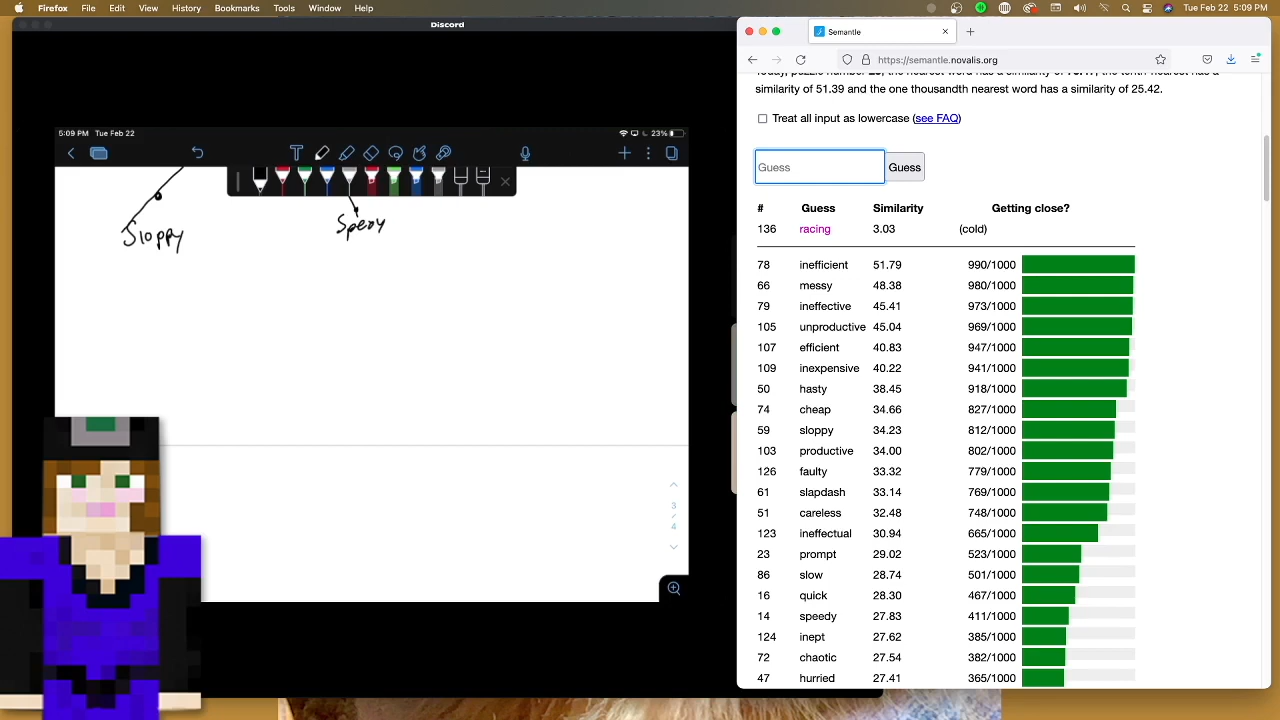 Firefox File Edit View History Bookmarks Tools Window Help Tue Feb 22 5:09 PM
Discord
Semantle
https://semantle.novalis.org
similarity of 51.39 and the one thousandth nearest word has a similarity of 25.42.
Treat all input as lowercase (see FAQ)
Guess Guess
# Guess Similarity Getting close?
136 racing 3.03 (cold)
78 inefficient 51.79 990/1000
66 messy 48.38 980/1000
79 ineffective 45.41 973/1000
105 unproductive 45.04 969/1000
107 efficient 40.83 947/1000
109 inexpensive 40.22 941/1000
50 hasty 38.45 918/1000
74 cheap 34.66 827/1000
59 sloppy 34.23 812/1000
103 productive 34.00 802/1000
126 faulty 33.32 779/1000
61 slapdash 33.14 769/1000
51 careless 32.48 748/1000
123 ineffectual 30.94 665/1000
23 prompt 29.02 523/1000
86 slow 28.74 501/1000
16 quick 28.30 467/1000
14 speedy 27.83 411/1000
124 inept 27.62 385/1000
72 chaotic 27.54 382/1000
47 hurried 27.41 365/1000
5:09 PM Tue Feb 22 23%
Sloppy
3
/
4